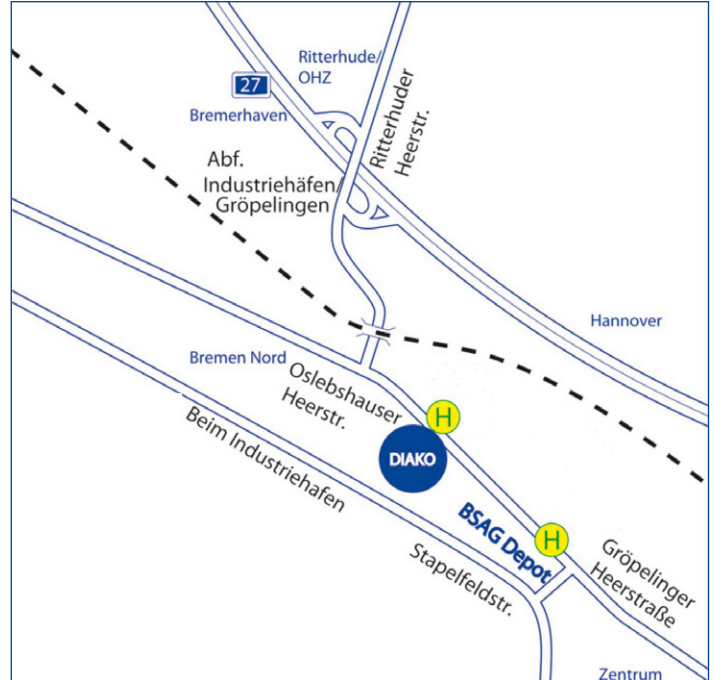 Ritterhude/
OHZ
27
Bremerhaven
Ritterhuder
Heerstr.
Abf.
Industriehäfen/
Gröpelingen
Hannover
Bremen Nord
Oslebshauser
Heerstr.
H
Beim Industriehafen
DIAKO
BSAG Depot
H
Stapelfeldstr.
Gröpelinger
Heerstraße
Zentrum